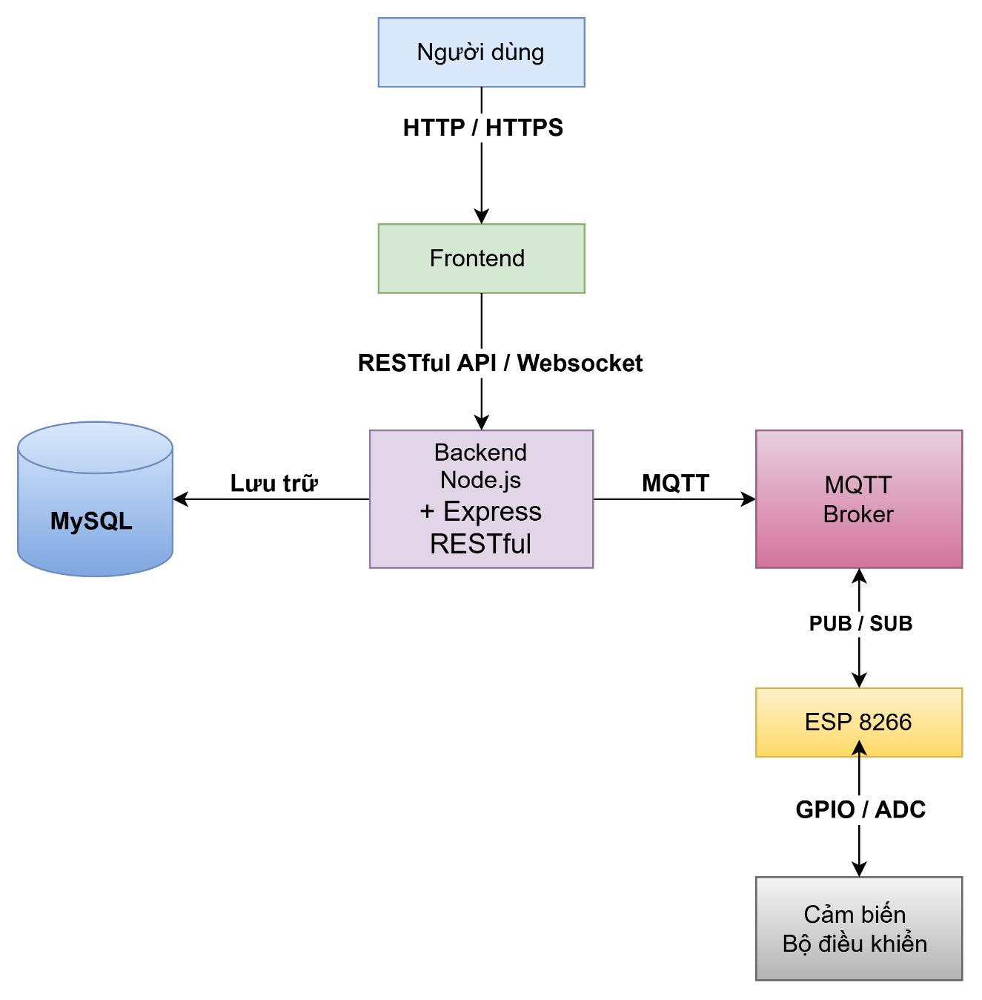 Người dùng
HTTP / HTTPS
Frontend
RESTful API / Websocket
MySQL
Lưu trữ
Backend
Node.js
+ Express
RESTful
MQTT
MQTT
Broker
PUB / SUB
ESP 8266
GPIO / ADC
Cảm biến
Bộ điều khiển